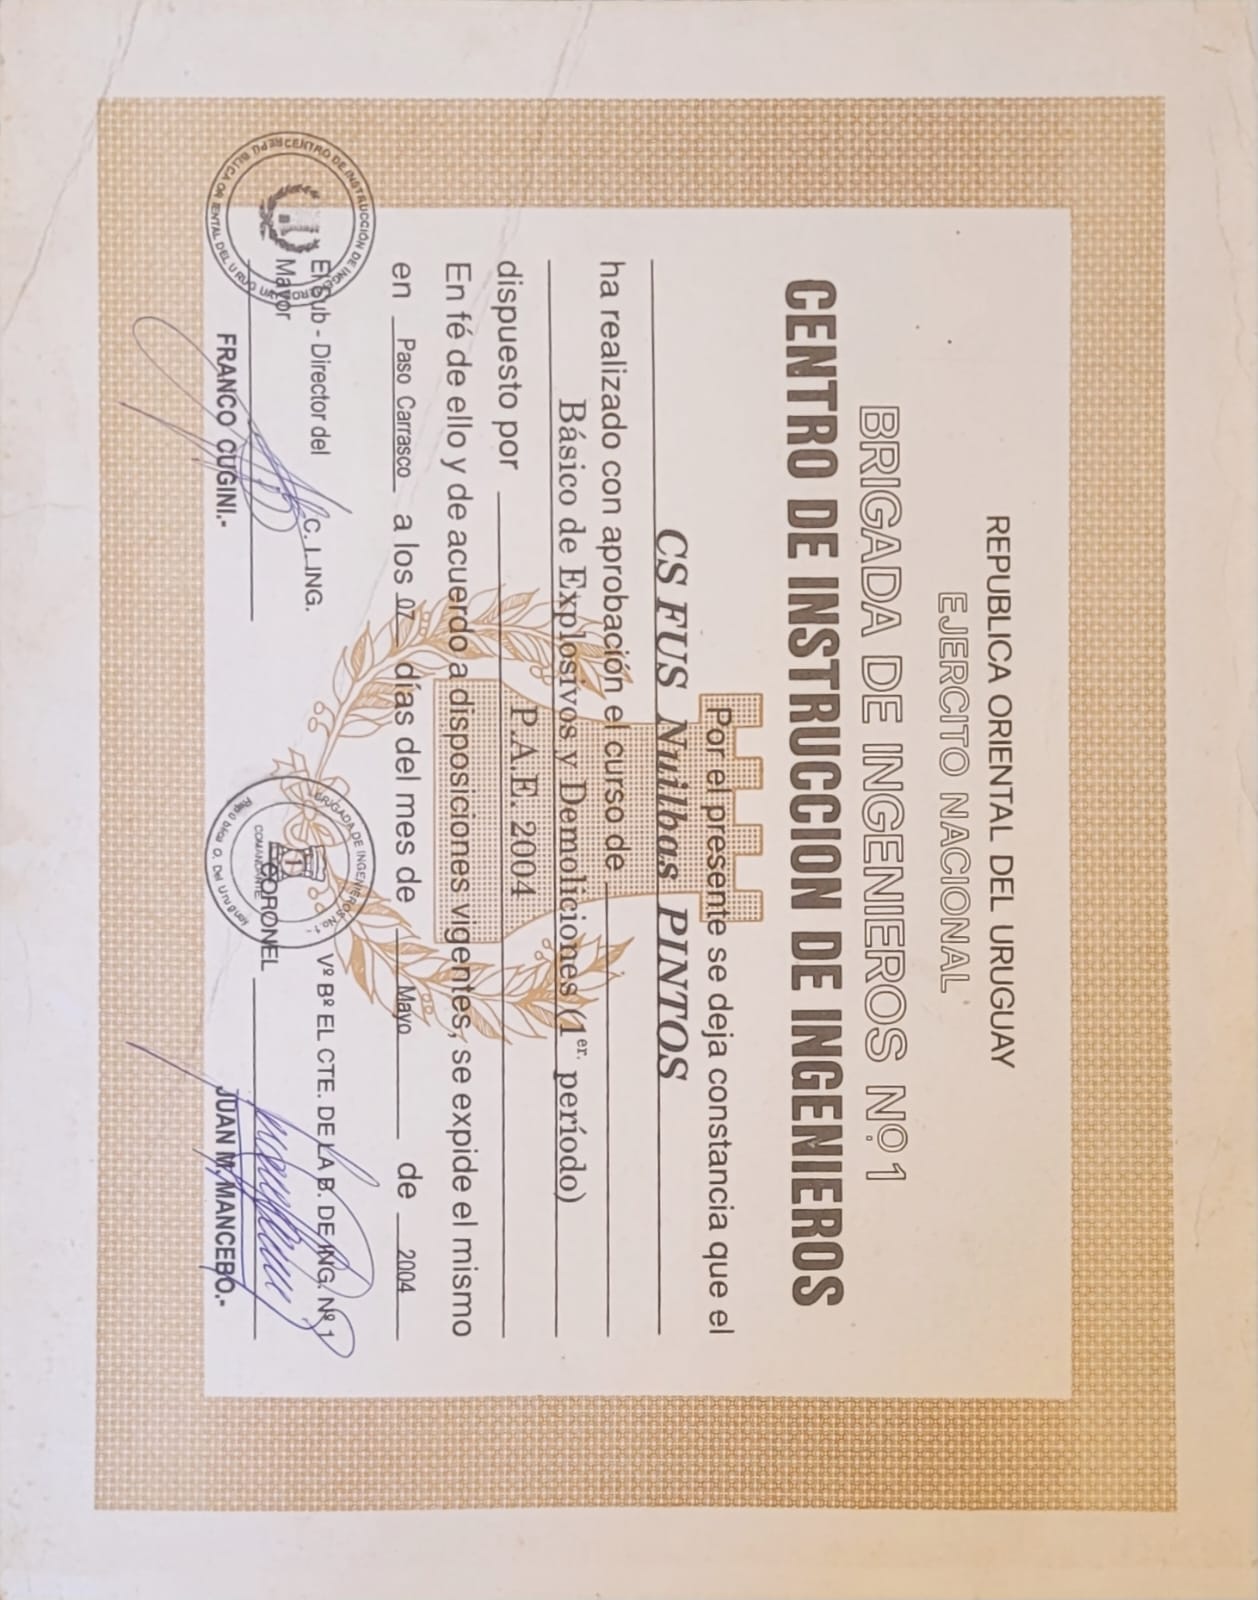 REPUBLICA ORIENTAL DEL URUGUAY
EJERCITO NACIONAL
BRIGADA DE INGENIEROS Nº 1
CENTRO DE INSTRUCCION DE INGENIEROS
Por el presente se deja constancia que el
CS FUS Nuilbas PINTOS
ha realizado con aprobación el curso de
Básico de Explosivos y Demoliciones (1er. período)
dispuesto por P.A.E. 2004
En fé de ello y de acuerdo a disposiciones vigentes, se expide el mismo
en Paso Carrasco a los 07 días del mes de Mayo de 2004
CENTRO DE INSTRUCCIÓN DE INGENIEROS
REPUBLICA ORIENTAL DEL URUGUAY
El Sub - Director del C. I. ING.
Mayor
FRANCO CUGINI.-
BRIGADA DE INGENIEROS No.1-
1
COMANDANTE
República O. Del Uruguay
Vº Bº EL CTE. DE LA B. DE ING. Nº 1
CORONEL
JUAN M. MANCEBO.-